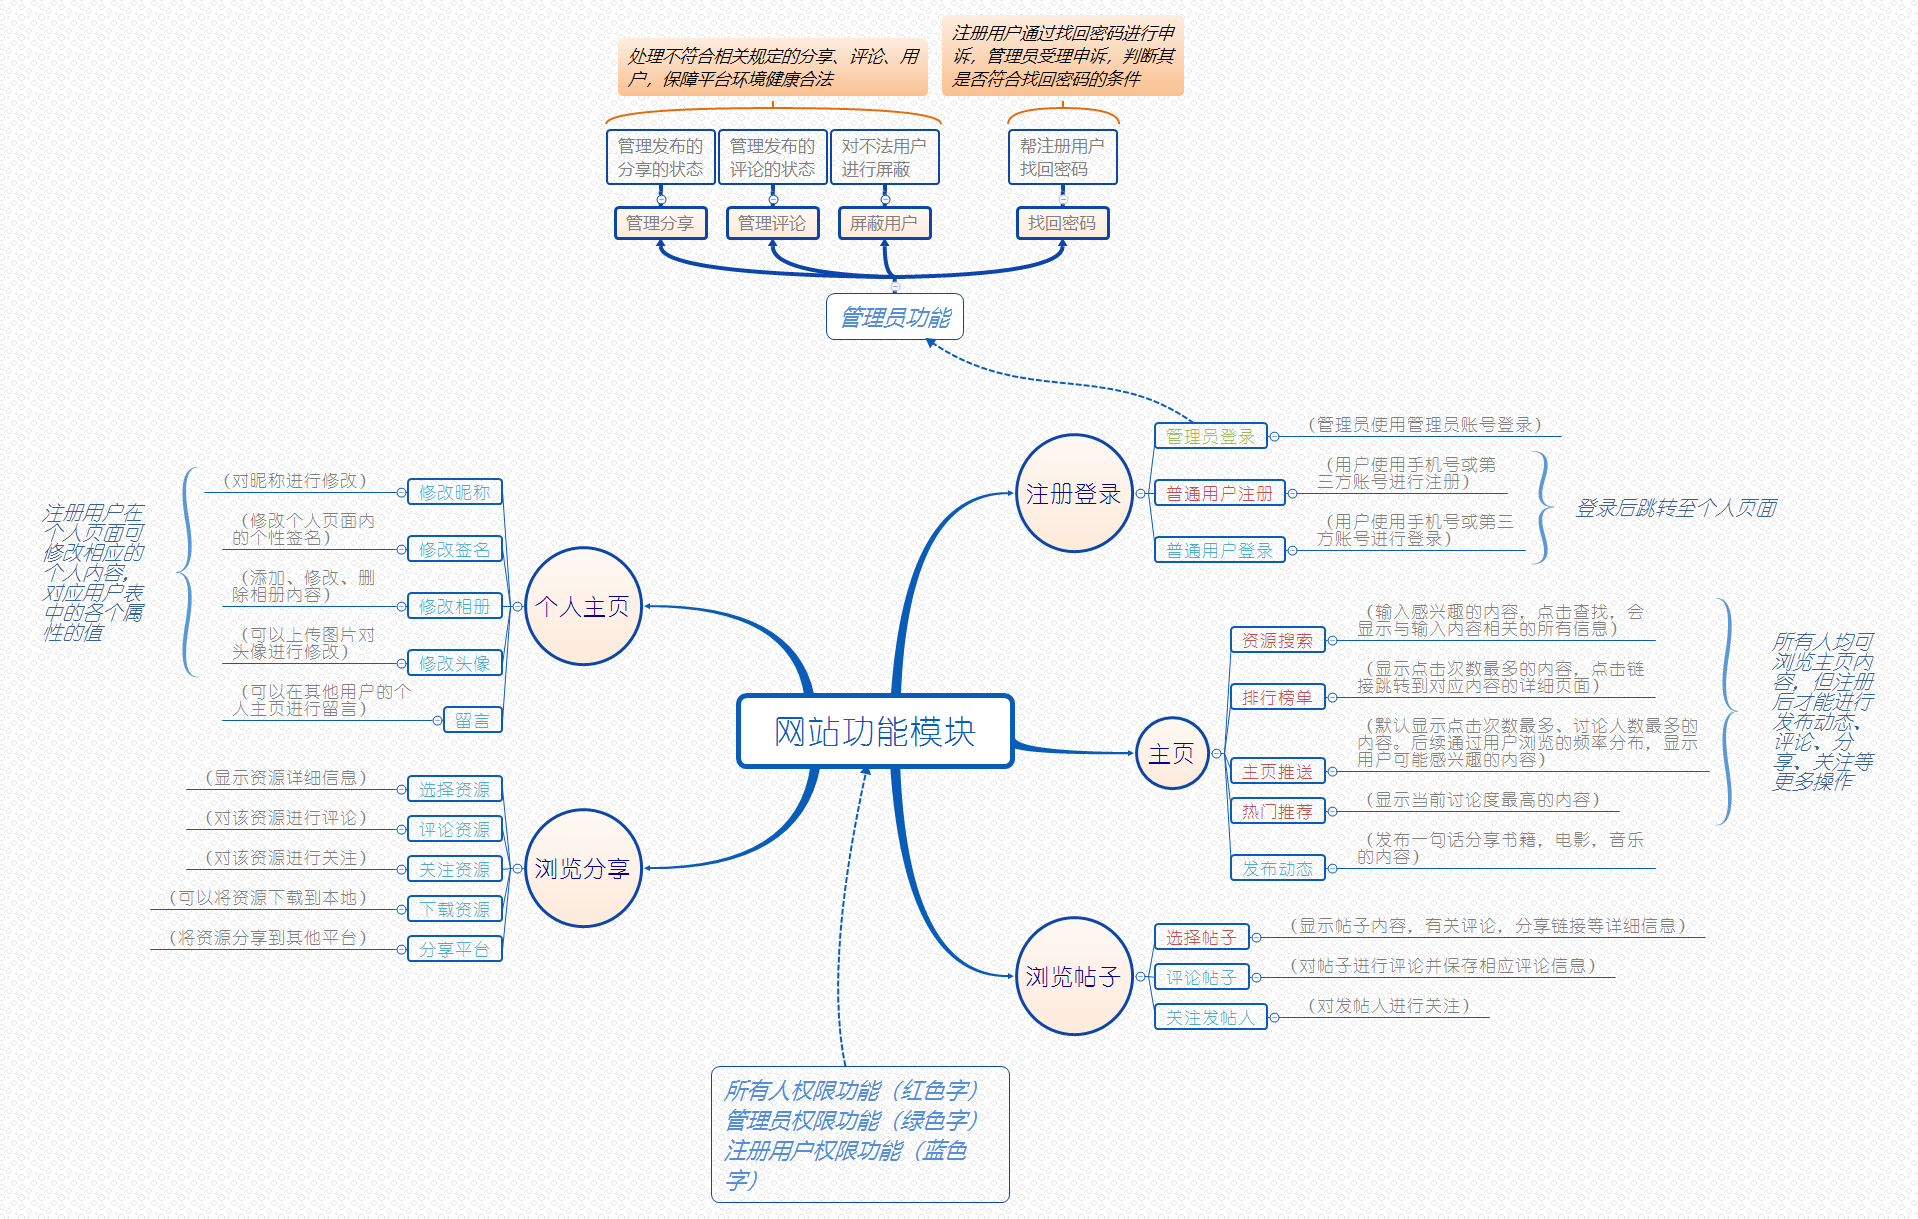 处理不符合相关规定的分享、评论、用
户，保障平台环境健康合法
注册用户通过找回密码进行申
诉，管理员受理申诉，判断其
是否符合找回密码的条件
管理发布的
分享的状态
管理发布的
评论的状态
对不法用户
进行屏蔽
帮注册用户
找回密码
管理分享
管理评论
屏蔽用户
找回密码
管理员功能
注册登录
管理员登录
（管理员使用管理员账号登录）
普通用户注册
（用户使用手机号或第
三方账号进行注册）
普通用户登录
（用户使用手机号或第三
方账号进行登录）
登录后跳转至个人页面
个人主页
修改昵称
（对昵称进行修改）
修改签名
（修改个人页面内
的个性签名）
修改相册
（添加、修改、删
除相册内容）
修改头像
（可以上传图片对
头像进行修改）
留言
（可以在其他用户的个
人主页进行留言）
注册用户在
个人页面可
修改相应的
个人内容，
对应用户表
中的各个属
性的值
网站功能模块
主页
资源搜索
（输入感兴趣的内容，点击查找，会
显示与输入内容相关的所有信息）
排行榜单
（显示点击次数最多的内容，点击链
接跳转到对应内容的详细页面）
主页推送
（默认显示点击次数最多、讨论人数最多的
内容。后续通过用户浏览的频率分布，显示
用户可能感兴趣的内容）
热门推荐
（显示当前讨论度最高的内容）
发布动态
（发布一句话分享书籍，电影，音乐
的内容）
所有人均可
浏览主页内
容，但注册
后才能进行
发布动态、
评论、分
享、关注等
更多操作
浏览分享
选择资源
（显示资源详细信息）
评论资源
（对该资源进行评论）
关注资源
（对该资源进行关注）
下载资源
（可以将资源下载到本地）
分享平台
（将资源分享到其他平台）
浏览帖子
选择帖子
（显示帖子内容，有关评论，分享链接等详细信息）
评论帖子
（对帖子进行评论并保存相应评论信息）
关注发帖人
（对发帖人进行关注）
所有人权限功能（红色字）
管理员权限功能（绿色字）
注册用户权限功能（蓝色
字）